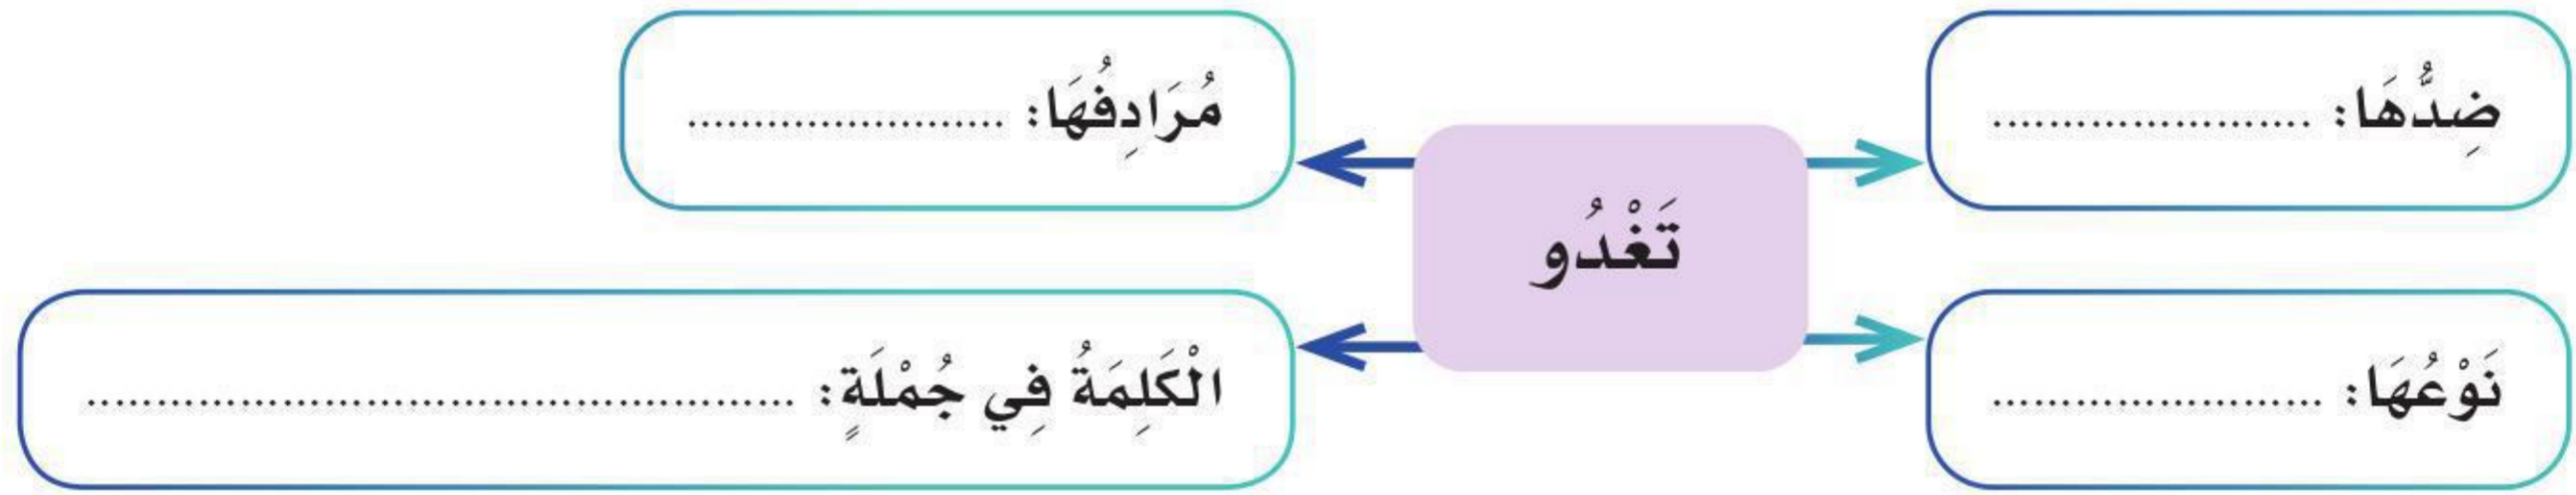 ضِدُّهَا: .......................
مُرَادِفُهَا: ........................
تَغْدُو
نَوْعُهَا: ........................
الْكَلِمَةُ فِي جُمْلَةٍ: ....................................................